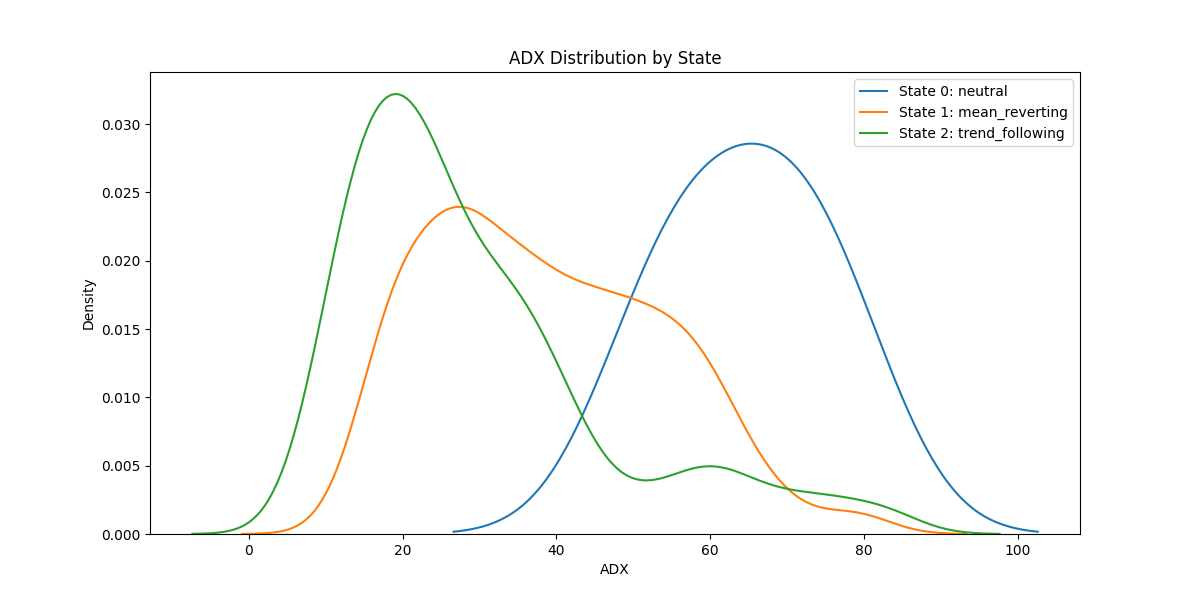 ADX Distribution by State
State 0: neutral
State 1: mean_reverting
State 2: trend_following
0.030
0.025
0.020
0.015
0.010
0.005
0.000
Density
0 20 40 60 80 100
ADX